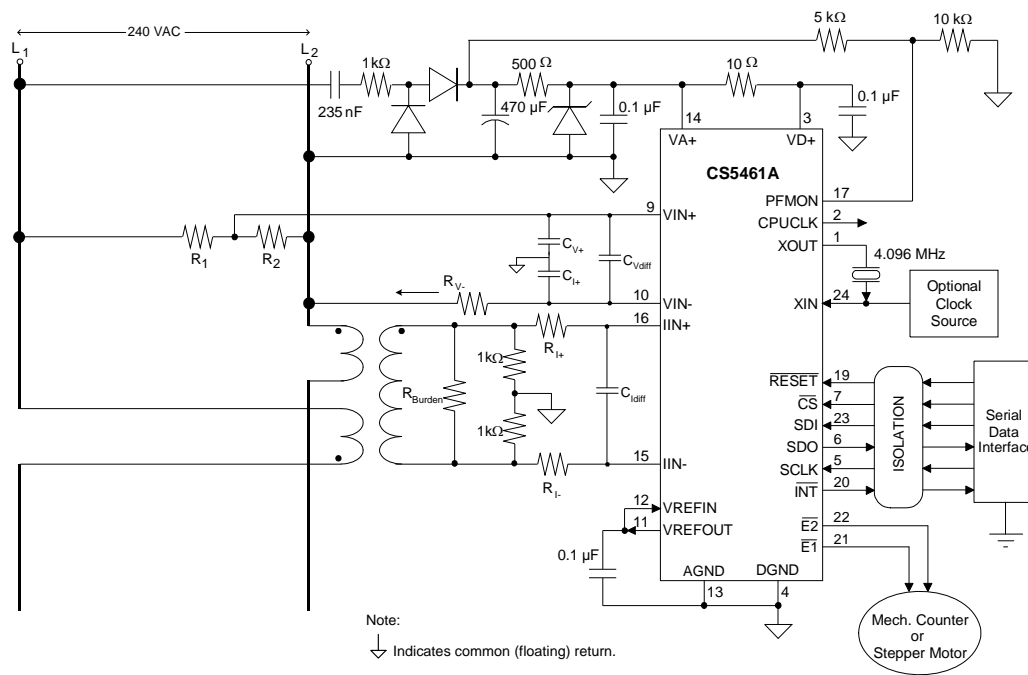 5 kΩ
10 kΩ
240 VAC
L1
L2
1kΩ
500 Ω
10 Ω
235 nF
470 µF
0.1 µF
0.1 µF
14
3
VA+
VD+
CS5461A
PFMON
17
CPUCLK
2
XOUT
1
4.096 MHz
XIN
24
Optional
Clock
Source
9
VIN+
R1
R2
CV+
CI+
CVdiff
RV-
10
VIN-
16
IIN+
RI+
1kΩ
RBurden
CIdiff
1kΩ
15
IIN-
RI-
RESET
19
CS
7
SDI
23
SDO
6
SCLK
5
INT
20
ISOLATION
Serial
Data
Interface
12
VREFIN
11
VREFOUT
E2
22
E1
21
0.1 µF
AGND
DGND
13
4
Mech. Counter
or
Stepper Motor
Note:
Indicates common (floating) return.